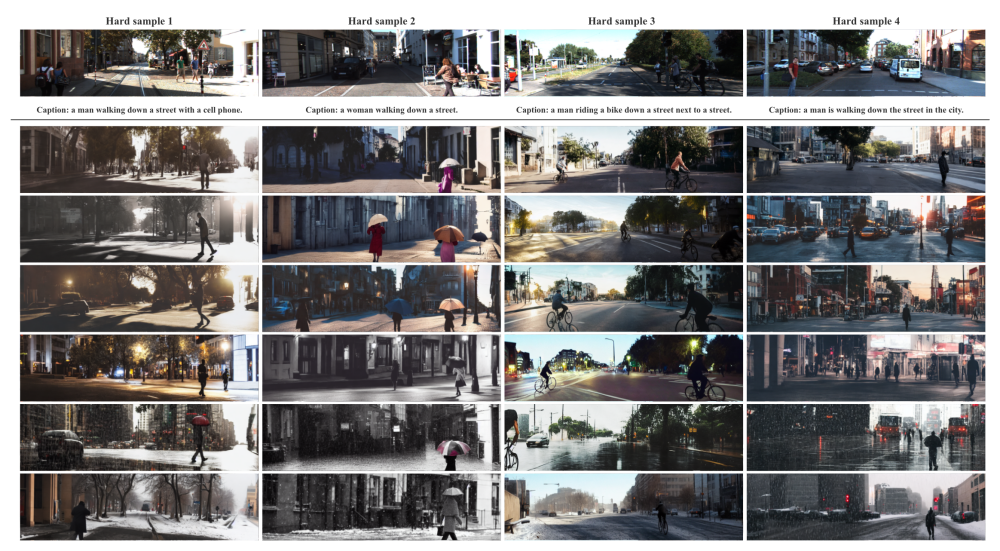 Hard sample 1
Hard sample 2
Hard sample 3
Hard sample 4
Caption: a man walking down a street with a cell phone.
Caption: a woman walking down a street.
Caption: a man riding a bike down a street next to a street.
Caption: a man is walking down the street in the city.